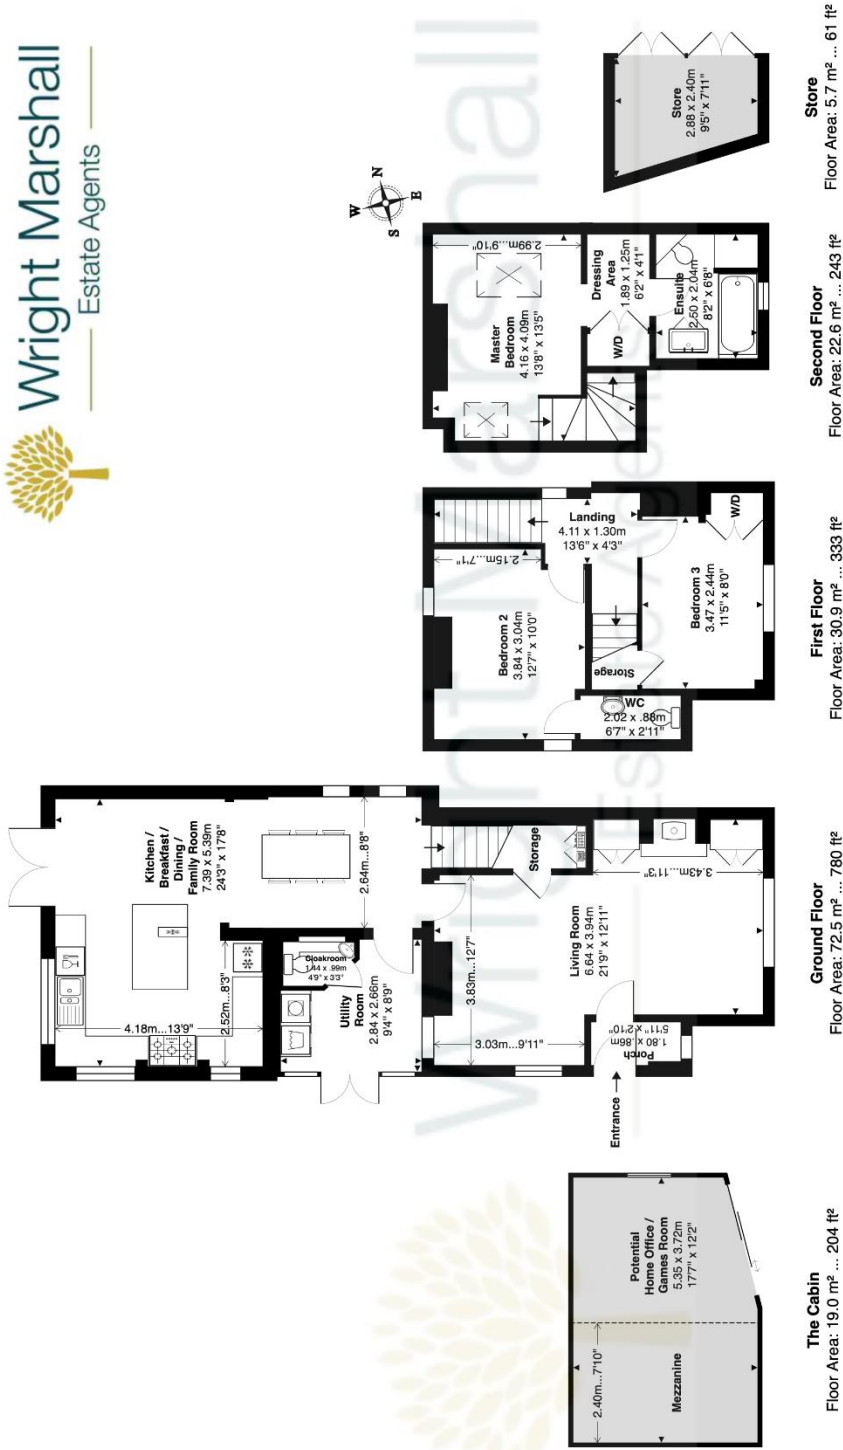 Wright Marshall
Estate Agents
W
N
S
E
The Cabin
Floor Area: 19.0 m² ... 204 ft²
Mezzanine
2.40m...7'10"
Potential
Home Office /
Games Room
5.35 x 3.72m
17'7" x 12'2"
Ground Floor
Floor Area: 72.5 m² ... 780 ft²
Kitchen /
Breakfast /
Dining /
Family Room
7.39 x 5.39m
24'3" x 17'8"
4.18m...13'9"
2.52m...8'3"
2.64m...8'8"
Cloakroom
1.44 x .99m
4'9" x 3'3"
Utility
Room
2.84 x 2.66m
9'4" x 8'9"
3.83m...12'7"
3.03m...9'11"
Storage
Living Room
6.64 x 3.94m
21'9" x 12'11"
3.43m...11'3"
Entrance
Porch
1.80 x .86m
5'11" x 2'10"
First Floor
Floor Area: 30.9 m² ... 333 ft²
2.15m...7'1"
Bedroom 2
3.84 x 3.04m
12'7" x 10'0"
Landing
4.11 x 1.30m
13'6" x 4'3"
Storage
WC
2.02 x .88m
6'7" x 2'11"
Bedroom 3
3.47 x 2.44m
11'5" x 8'0"
W/D
Second Floor
Floor Area: 22.6 m² ... 243 ft²
Master
Bedroom
4.16 x 4.09m
13'8" x 13'5"
2.99m...9'10"
Dressing
Area
1.89 x 1.25m
6'2" x 4'1"
W/D
Ensuite
2.50 x 2.04m
8'2" x 6'8"
Store
Floor Area: 5.7 m² ... 61 ft²
Store
2.88 x 2.40m
9'5" x 7'11"
Wright Marshall
Estate Agents